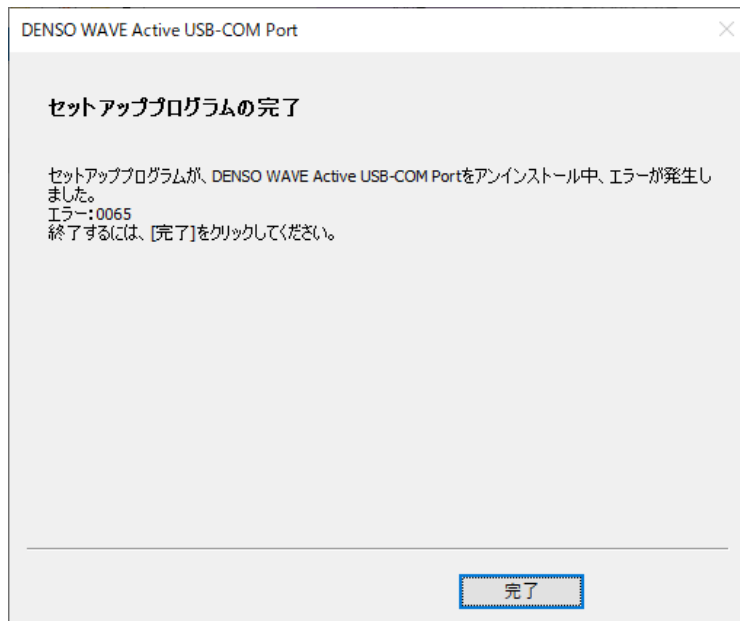 DENSO WAVE Active USB-COM Port
セットアッププログラムの完了
セットアッププログラムが、DENSO WAVE Active USB-COM Portをアンインストール中、エラーが発生し
ました。
エラー:0065
終了するには、[完了]をクリックしてください。
完了